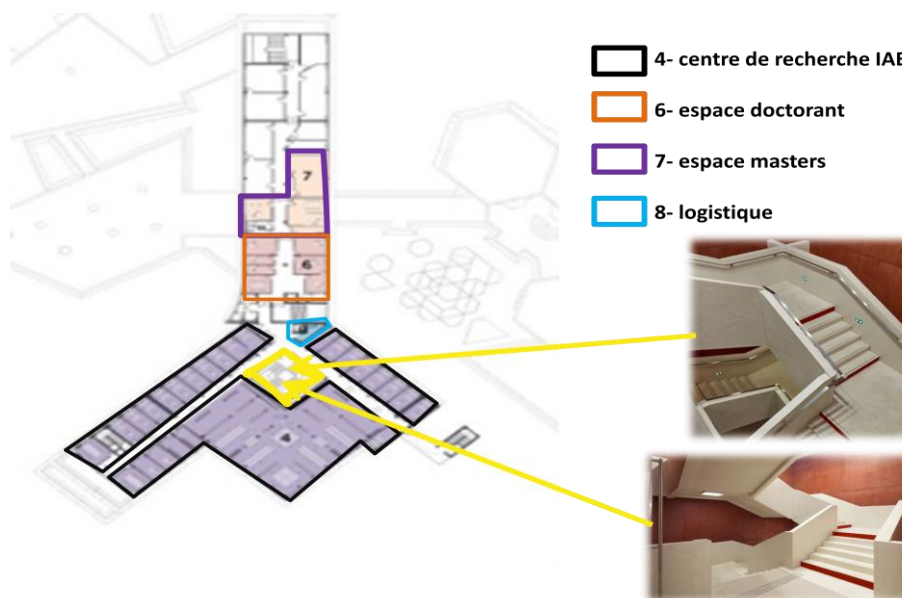 4- centre de recherche IAE
6- espace doctorant
7- espace masters
8- logistique
7
6
4